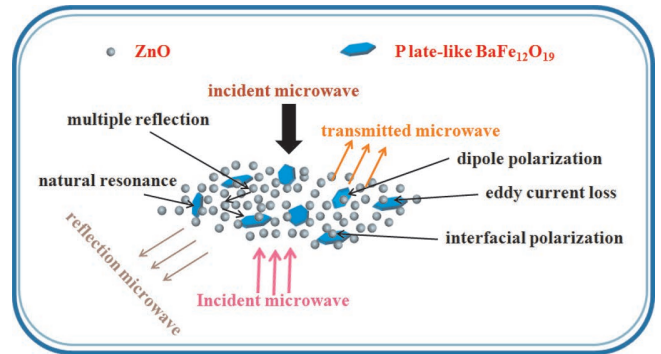 ZnO
Plate-like BaFe₁₂O₁₉
incident microwave
multiple reflection
transmitted microwave
dipole polarization
natural resonance
eddy current loss
interfacial polarization
reflection microwave
Incident microwave